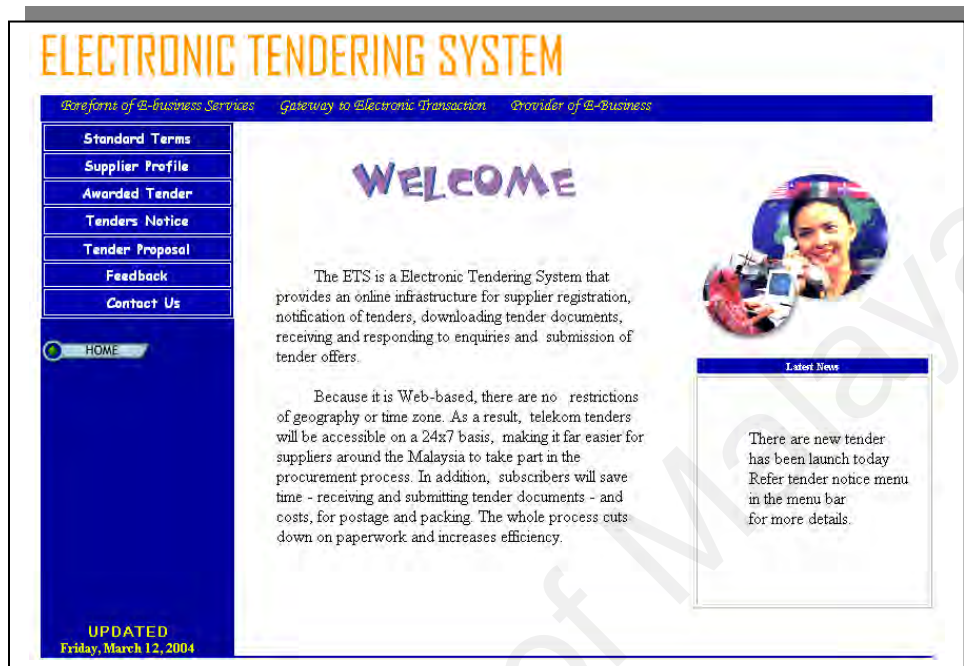 ELECTRONIC TENDERING SYSTEM
Forefornt of E-business Services Gateway to Electronic Transaction Provider of E-Business
Standard Terms
Supplier Profile
Awarded Tender
Tenders Notice
Tender Proposal
Feedback
Contact Us
HOME
UPDATED
Friday, March 12, 2004
WELCOME
The ETS is a Electronic Tendering System that
provides an online infrastructure for supplier registration,
notification of tenders, downloading tender documents,
receiving and responding to enquiries and submission of
tender offers.
Because it is Web-based, there are no restrictions
of geography or time zone. As a result, telekom tenders
will be accessible on a 24x7 basis, making it far easier for
suppliers around the Malaysia to take part in the
procurement process. In addition, subscribers will save
time - receiving and submitting tender documents - and
costs, for postage and packing. The whole process cuts
down on paperwork and increases efficiency.
Latest News
There are new tender
has been launch today
Refer tender notice menu
in the menu bar
for more details.
of Malaya